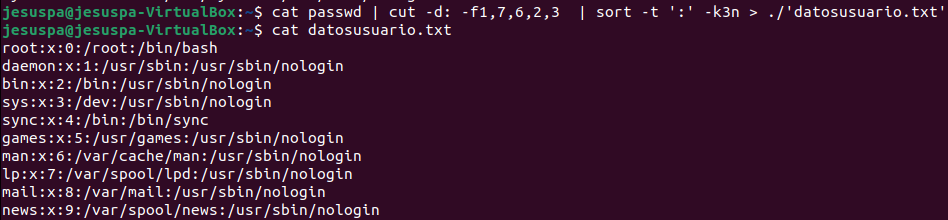 jesuspa@jesuspa-VirtualBox:~$ cat passwd | cut -d: -f1,7,6,2,3  | sort -t ':' -k3n > ./'datosusuario.txt'
jesuspa@jesuspa-VirtualBox:~$ cat datosusuario.txt
root:x:0:/root:/bin/bash
daemon:x:1:/usr/sbin:/usr/sbin/nologin
bin:x:2:/bin:/usr/sbin/nologin
sys:x:3:/dev:/usr/sbin/nologin
sync:x:4:/bin:/bin/sync
games:x:5:/usr/games:/usr/sbin/nologin
man:x:6:/var/cache/man:/usr/sbin/nologin
lp:x:7:/var/spool/lpd:/usr/sbin/nologin
mail:x:8:/var/mail:/usr/sbin/nologin
news:x:9:/var/spool/news:/usr/sbin/nologin